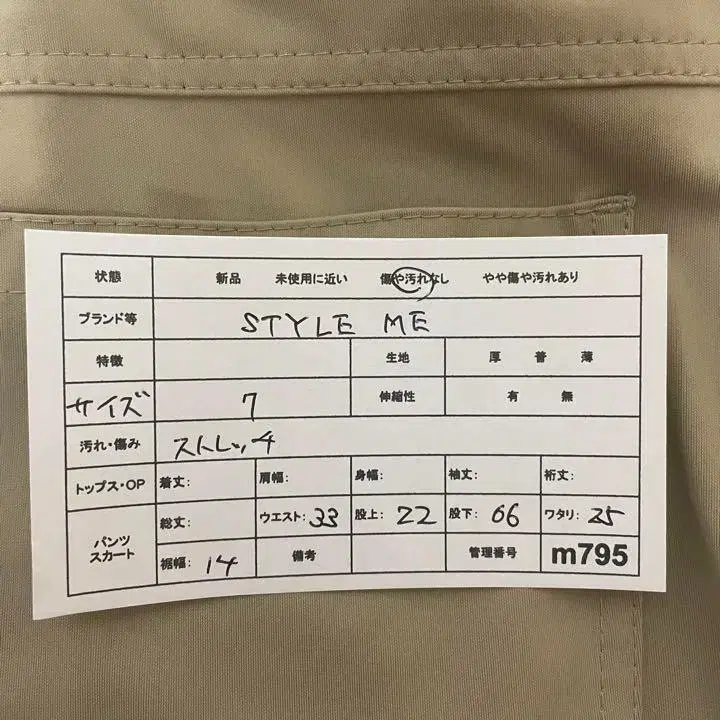 状態 新品 未使用に近い 傷や汚れなし やや傷や汚れあり
ブランド等 STYLE ME
特徴 生地 厚 普 薄
サイズ 7 伸縮性 有 無
汚れ・傷み ストレッチ
トップス・OP 着丈: 肩幅: 身幅: 袖丈: 裄丈:
パンツ
スカート
総丈: ウエスト: 33 股上: 22 股下: 66 ワタリ: 25
裾幅: 14 備考 管理番号 m795